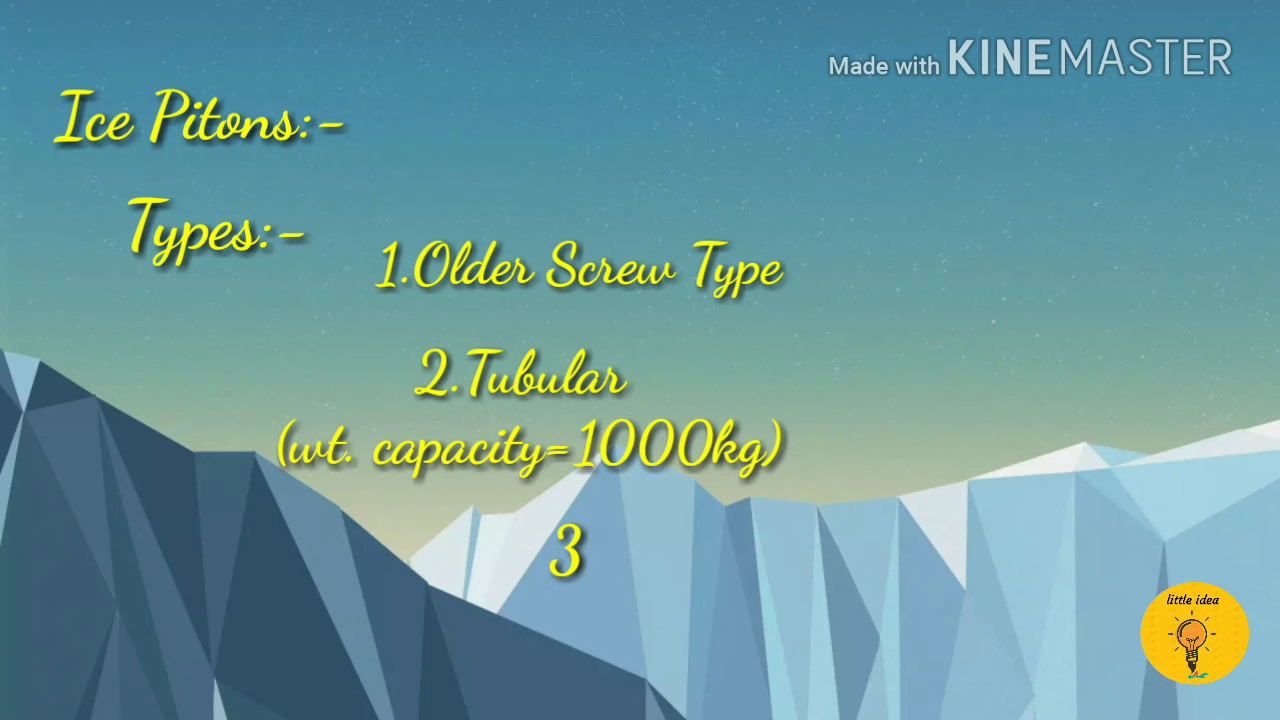 Made with KINEMASTER
Ice Pitons:-
Types:-
1.Older Screw Type
2.Tubular
(wt. capacity=1000kg)
3
little idea